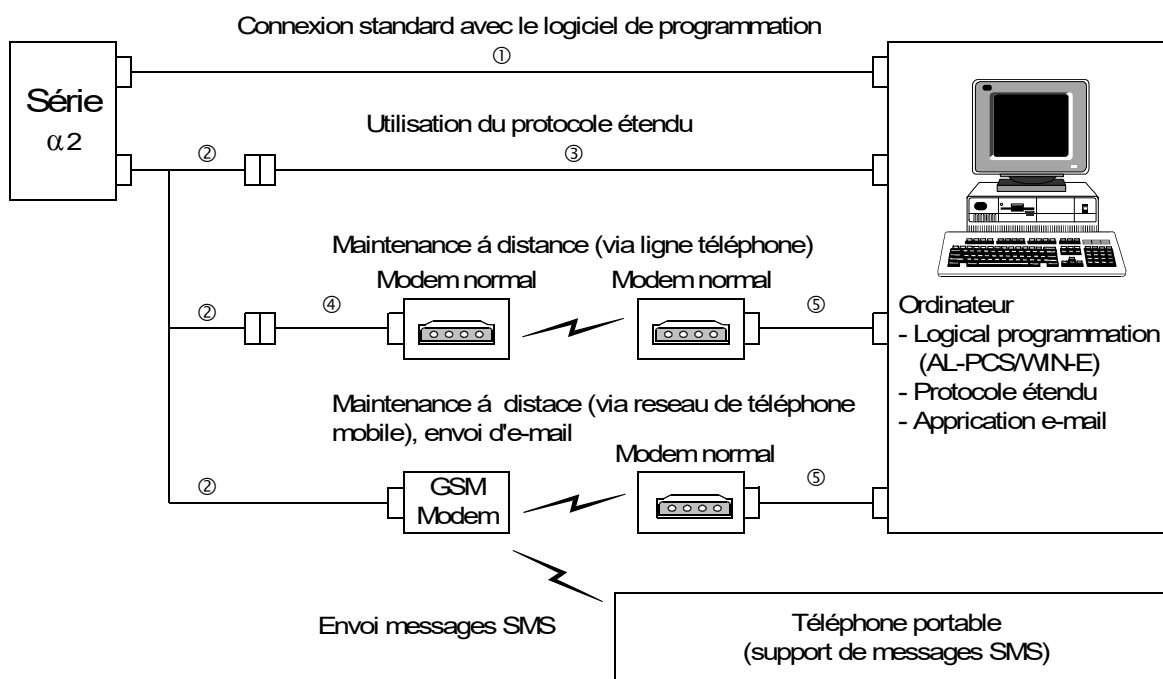 Connexion standard avec le logiciel de programmation
①
Série
α2
Utilisation du protocole étendu
②
③
Maintenance á distance (via ligne téléphone)
Modem normal
Modem normal
②
④
⑤
Ordinateur
- Logical programmation
(AL-PCS/WIN-E)
- Protocole étendu
- Apprication e-mail
Maintenance á distace (via reseau de téléphone
mobile), envoi d'e-mail
Modem normal
②
GSM
Modem
⑤
Envoi messages SMS
Téléphone portable
(support de messages SMS)